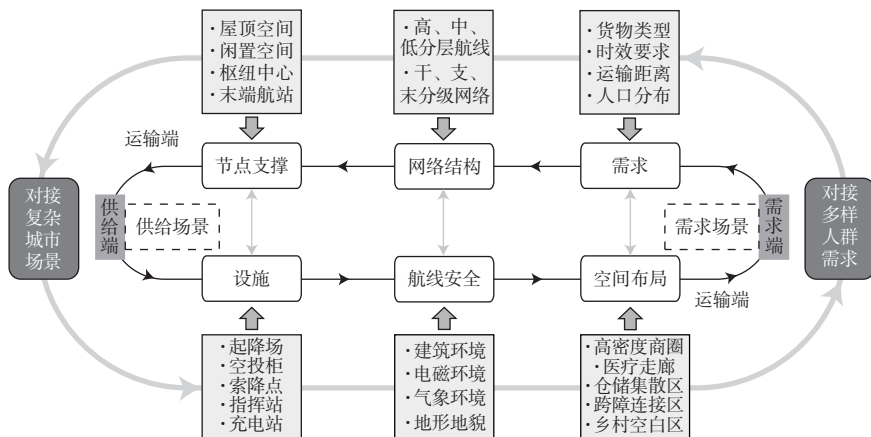 ·屋顶空间
·闲置空间
·枢纽中心
·末端航站
·高、中、
低分层航线
·干、支、
末分级网络
·货物类型
·时效要求
·运输距离
·人口分布
运输端
节点支撑
网络结构
需求
对接
复杂
城市
场景
供给端
供给场景
需求场景
需求端
对接
多样
人群
需求
设施
航线安全
空间布局
运输端
·起降场
·空投柜
·索降点
·指挥站
·充电站
·建筑环境
·电磁环境
·气象环境
·地形地貌
·高密度商圈
·医疗走廊
·仓储集散区
·跨障连接区
·乡村空白区